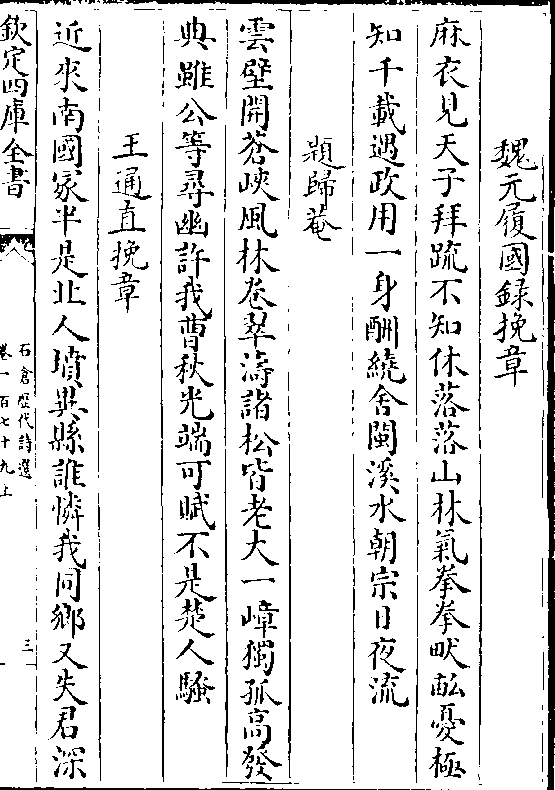 魏元履國録挽章
麻衣見天子拜疏不知休落落山林氣拳拳畎畝憂極
知千載遇政用一身酬繞舍閩溪水朝宗日夜流
題歸菴
雲壁開蒼峽風林卷翠濤諸松皆老大一嶂獨孤高發
典雖公等尋幽許我曹秋光端可賦不是楚人騷
王通直挽章
近來南國冡半是北人墳異縣誰憐我同鄉又失君深
欽定四庫全書
石倉歴代詩選
卷一百七十九上
三